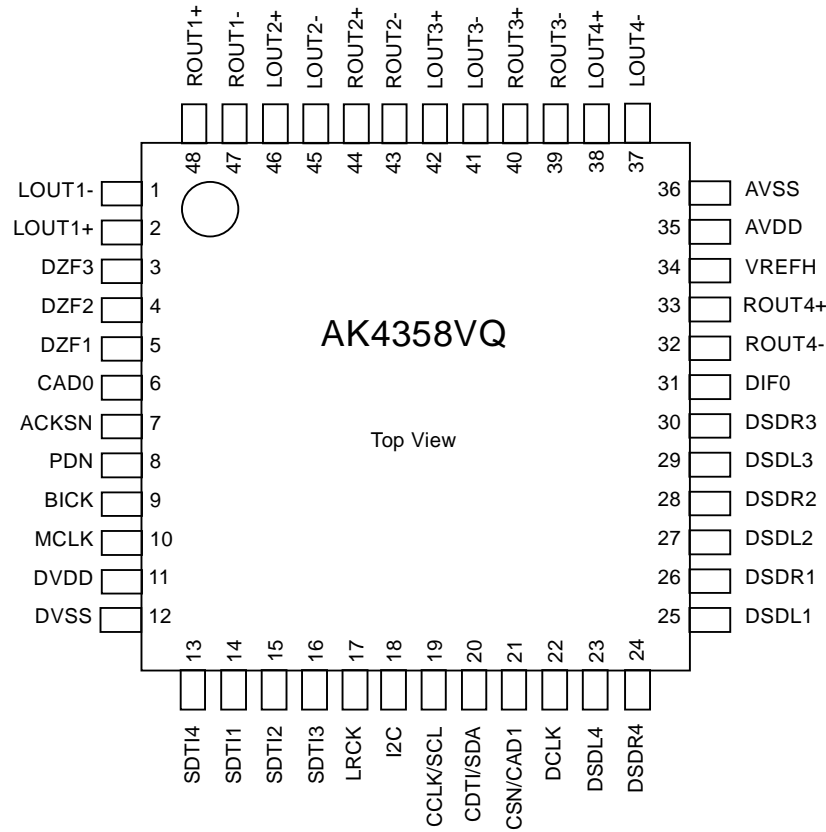 ROUT1+
ROUT1-
LOUT2+
LOUT2-
ROUT2+
ROUT2-
LOUT3+
LOUT3-
ROUT3+
ROUT3-
LOUT4+
LOUT4-
48
47
46
45
44
43
42
41
40
39
38
37
LOUT1- 1
LOUT1+ 2
DZF3 3
DZF2 4
DZF1 5
CAD0 6
ACKSN 7
PDN 8
BICK 9
MCLK 10
DVDD 11
DVSS 12
AK4358VQ
Top View
36 AVSS
35 AVDD
34 VREFH
33 ROUT4+
32 ROUT4-
31 DIF0
30 DSDR3
29 DSDL3
28 DSDR2
27 DSDL2
26 DSDR1
25 DSDL1
13
14
15
16
17
18
19
20
21
22
23
24
SDTI4
SDTI1
SDTI2
SDTI3
LRCK
I2C
CCLK/SCL
CDTI/SDA
CSN/CAD1
DCLK
DSDL4
DSDR4